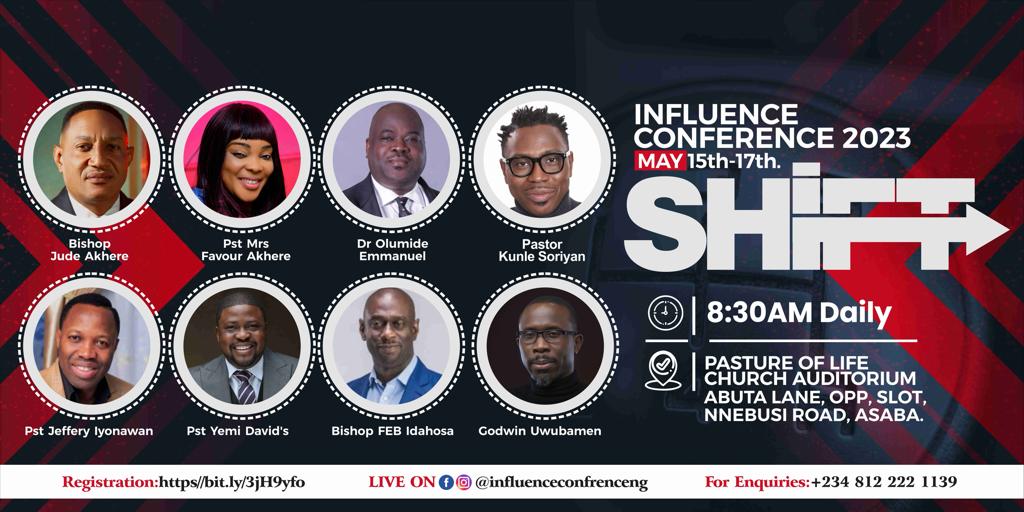 INFLUENCE
CONFERENCE 2023
MAY 15th-17th.
SHiFT
Bishop
Jude Akhere
Pst Mrs
Favour Akhere
Dr Olumide
Emmanuel
Pastor
Kunle Soriyan
Pst Jeffery Iyonawan
Pst Yemi David's
Bishop FEB Idahosa
Godwin Uwubamen
8:30AM Daily
PASTURE OF LIFE
CHURCH AUDITORIUM
ABUTA LANE, OPP, SLOT,
NNEBUSI ROAD, ASABA.
Registration:https//bit.ly/3jH9yfo
LIVE ON @influenceconfrenceng
For Enquiries:+234 812 222 1139